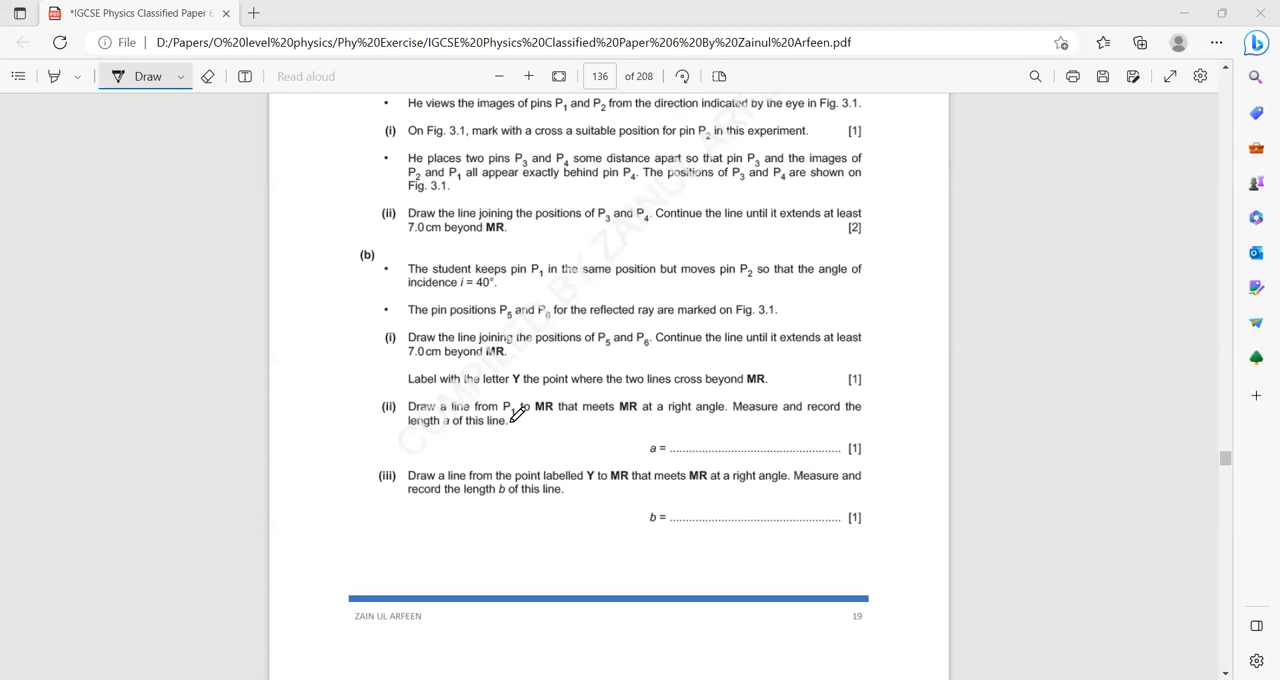 *IGCSE Physics Classified Paper 6
File D:/Papers/O%20level%20physics/Phy%20Exercise/IGCSE%20Physics%20Classified%20Paper%206%20By%20Zainul%20Arfeen.pdf
Draw Read aloud 136 of 208
• He views the images of pins P1 and P2 from the direction indicated by the eye in Fig. 3.1.
(i) On Fig. 3.1, mark with a cross a suitable position for pin P2 in this experiment. [1]
• He places two pins P3 and P4 some distance apart so that pin P3 and the images of
P2 and P1 all appear exactly behind pin P4. The positions of P3 and P4 are shown on
Fig. 3.1.
(ii) Draw the line joining the positions of P3 and P4. Continue the line until it extends at least
7.0 cm beyond MR. [2]
(b)
• The student keeps pin P1 in the same position but moves pin P2 so that the angle of
incidence i = 40°.
• The pin positions P5 and P6 for the reflected ray are marked on Fig. 3.1.
(i) Draw the line joining the positions of P5 and P6. Continue the line until it extends at least
7.0 cm beyond MR.
Label with the letter Y the point where the two lines cross beyond MR. [1]
(ii) Draw a line from P1 to MR that meets MR at a right angle. Measure and record the
length a of this line.
a = .................................................... [1]
(iii) Draw a line from the point labelled Y to MR that meets MR at a right angle. Measure and
record the length b of this line.
b = .................................................... [1]
COMPILED BY ZAINUL ARF
ZAIN UL ARFEEN 19